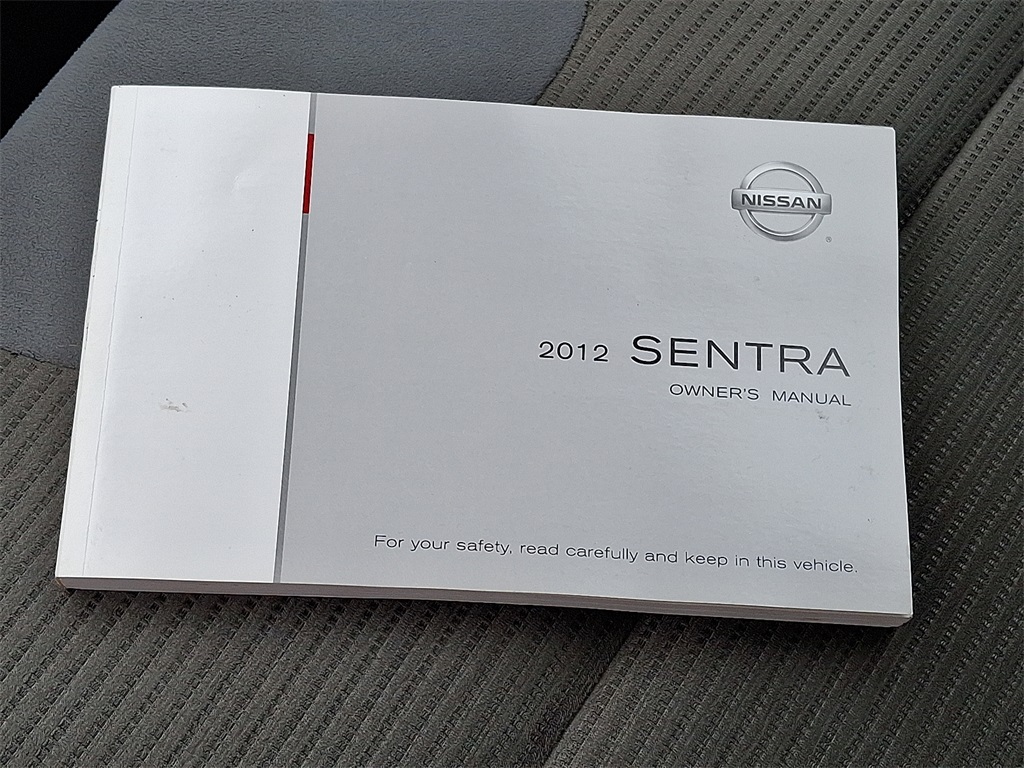 NISSAN
®
2012 SENTRA
OWNER'S MANUAL
For your safety, read carefully and keep in this vehicle.